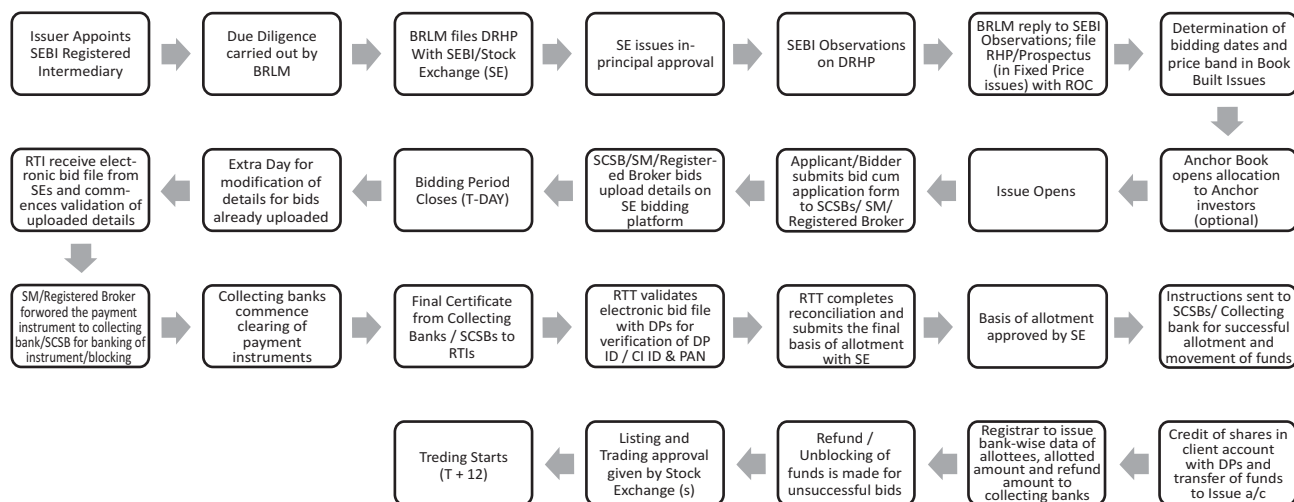 Issuer Appoints
SEBI Registered
Intermediary
Due Diligence
carried out by
BRLM
BRLM files DRHP
With SEBI/Stock
Exchange (SE)
SE issues in-
principal approval
SEBI Observations
on DRHP
BRLM reply to SEBI
Observations; file
RHP/Prospectus
(in Fixed Price
issues) with ROC
Determination of
bidding dates and
price band in Book
Built Issues
Anchor Book
opens allocation
to Anchor
investors
(optional)
Issue Opens
Applicant/Bidder
submits bid cum
application form
to SCSBs/ SM/
Registered Broker
SCSB/SM/Register-
ed Broker bids
upload details on
SE bidding
platform
Bidding Period
Closes (T-DAY)
Extra Day for
modification of
details for bids
already uploaded
RTI receive elect-
ronic bid file from
SEs and comm-
ences validation of
uploaded details
SM/Registered Broker
forwored the payment
instrument to collecting
bank/SCSB for banking of
instrument/blocking
Collecting banks
commence
clearing of
payment
instruments
Final Certificate
from Collecting
Banks / SCSBs to
RTIs
RTT validates
electronic bid file
with DPs for
verification of DP
ID / CI ID & PAN
RTT completes
reconciliation and
submits the final
basis of allotment
with SE
Basis of allotment
approved by SE
Instructions sent to
SCSBs/ Collecting
bank for successful
allotment and
movement of funds
Credit of shares in
client account
with DPs and
transfer of funds
to Issue a/c
Registrar to issue
bank-wise data of
allottees, allotted
amount and refund
amount to
collecting banks
Refund /
Unblocking of
funds is made for
unsuccessful bids
Listing and
Trading approval
given by Stock
Exchange (s)
Treding Starts
(T + 12)